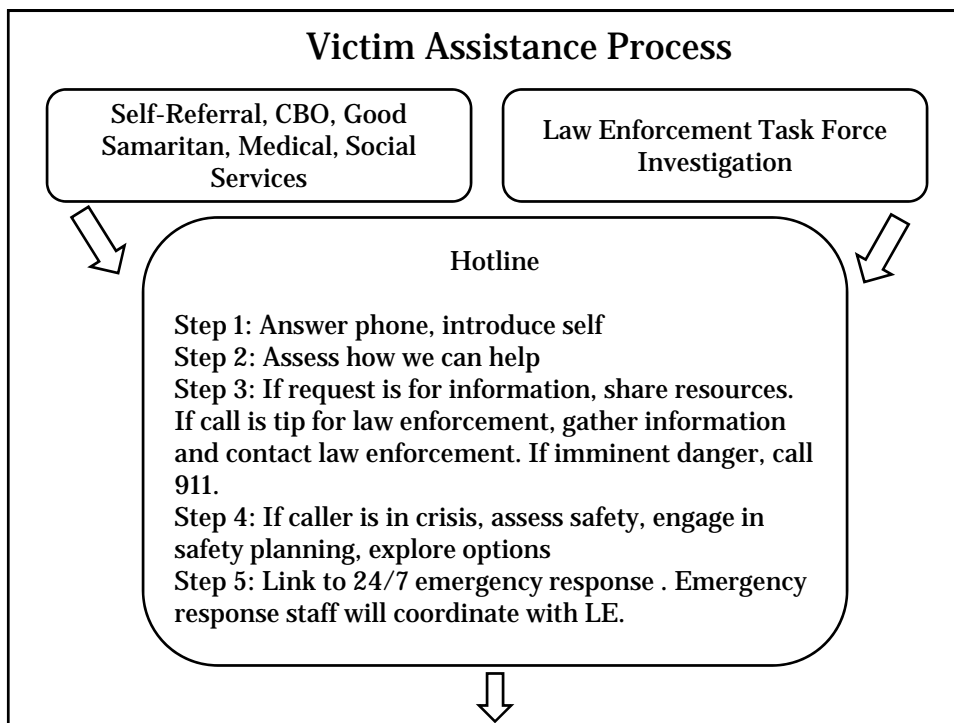 Victim Assistance Process
Self-Referral, CBO, Good
Samaritan, Medical, Social
Services
Law Enforcement Task Force
Investigation
Hotline
Step 1: Answer phone, introduce self
Step 2: Assess how we can help
Step 3: If request is for information, share resources.
If call is tip for law enforcement, gather information
and contact law enforcement. If imminent danger, call
911.
Step 4: If caller is in crisis, assess safety, engage in
safety planning, explore options
Step 5: Link to 24/7 emergency response . Emergency
response staff will coordinate with LE.